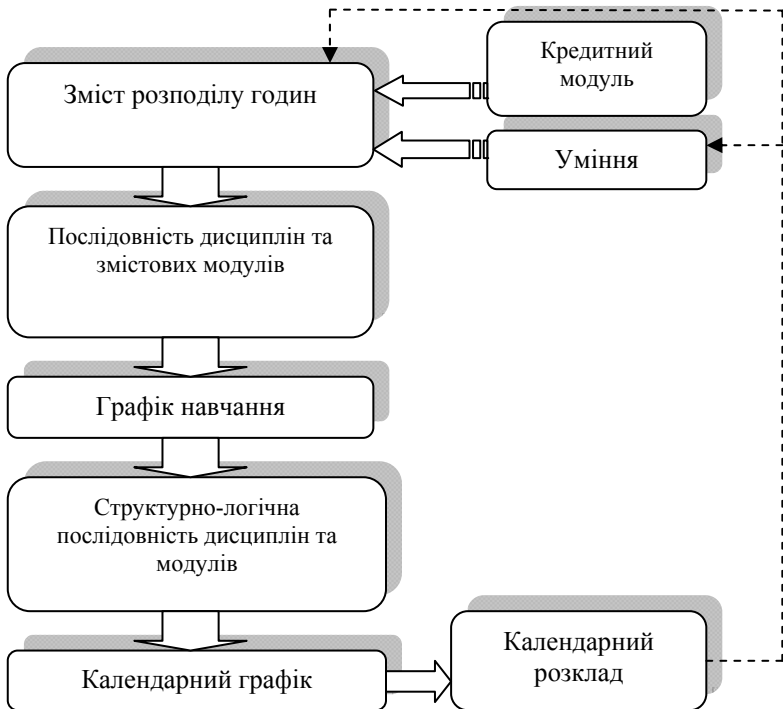 Зміст розподілу годин
Кредитний
модуль
Уміння
Послідовність дисциплін та
змістових модулів
Графік навчання
Структурно-логічна
послідовність дисциплін та
модулів
Календарний графік
Календарний
розклад